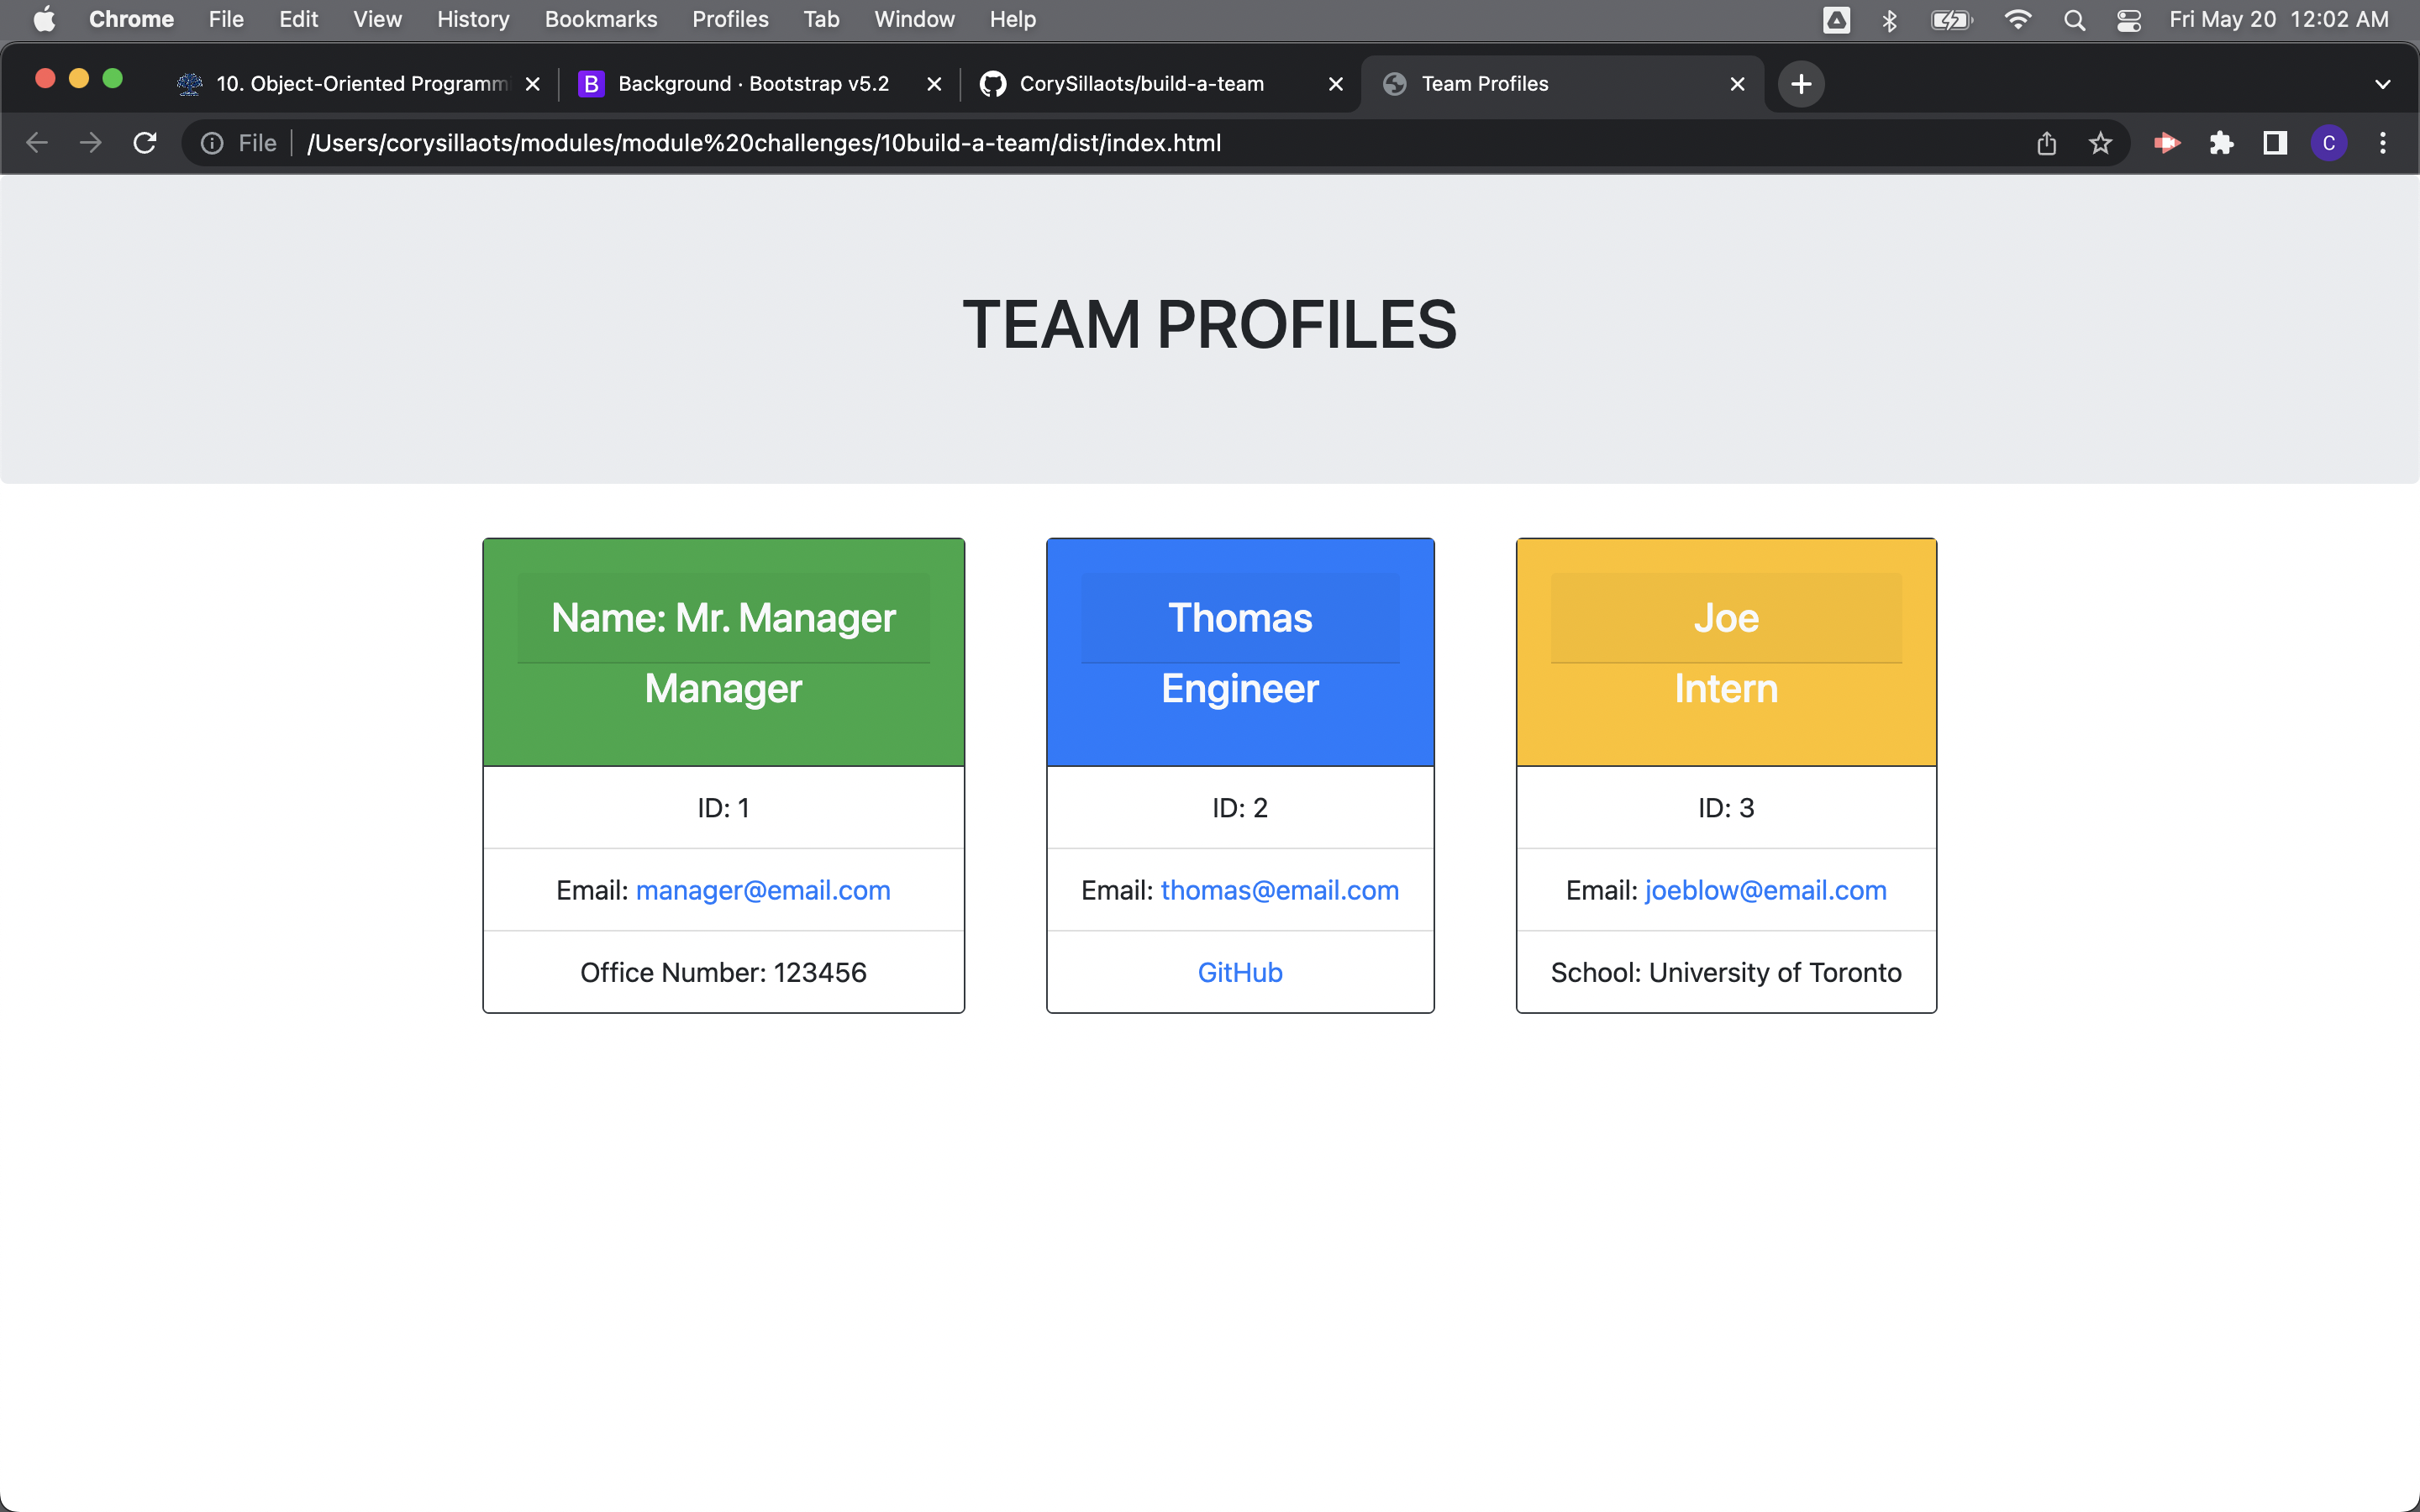 Chrome File Edit View History Bookmarks Profiles Tab Window Help Fri May 20 12:02 AM
10. Object-Oriented Programm B Background · Bootstrap v5.2 CorySillaots/build-a-team Team Profiles
File /Users/corysillaots/modules/module%20challenges/10build-a-team/dist/index.html C
TEAM PROFILES
Name: Mr. Manager
Manager
ID: 1
Email: manager@email.com
Office Number: 123456
Thomas
Engineer
ID: 2
Email: thomas@email.com
GitHub
Joe
Intern
ID: 3
Email: joeblow@email.com
School: University of Toronto